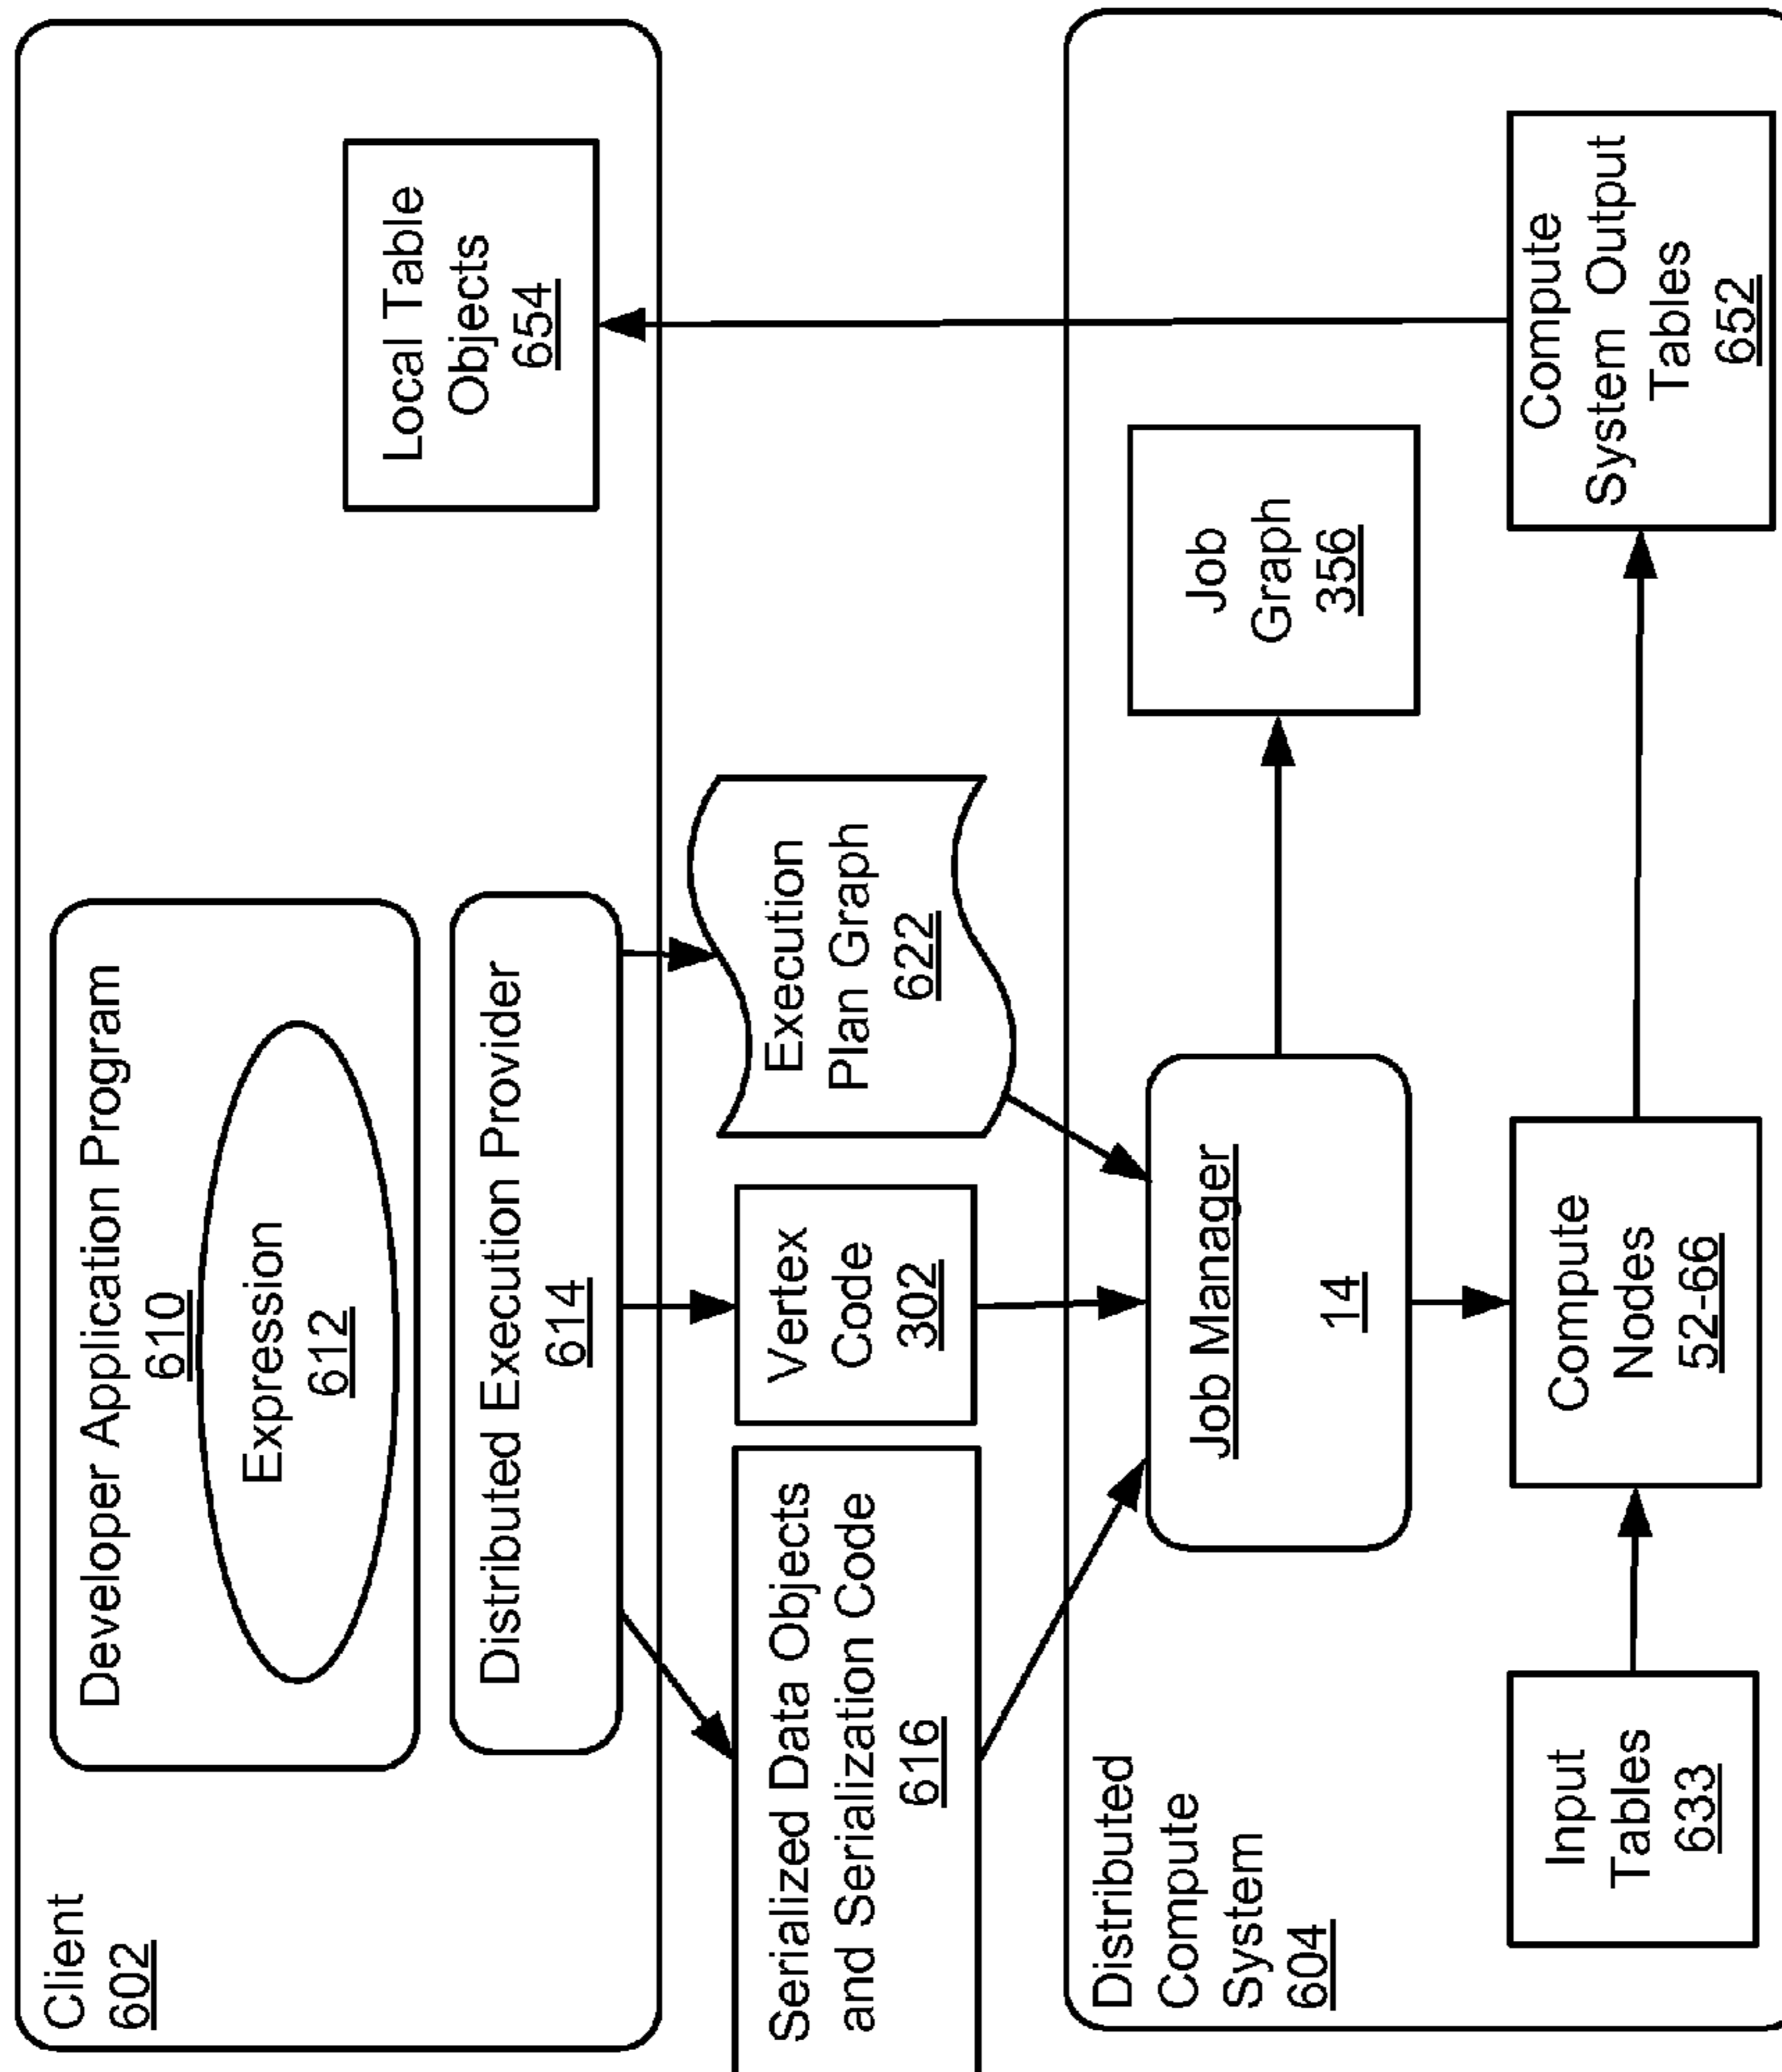 Client
602
Developer Application Program
610
Expression
612
Distributed Execution Provider
614
Local Table
Objects
654
Serialized Data Objects
and Serialization Code
616
Vertex
Code
302
Execution
Plan Graph
622
Distributed
Compute
System
604
Job Manager
14
Job
Graph
356
Input
Tables
633
Compute
Nodes
52-66
Compute
System Output
Tables
652